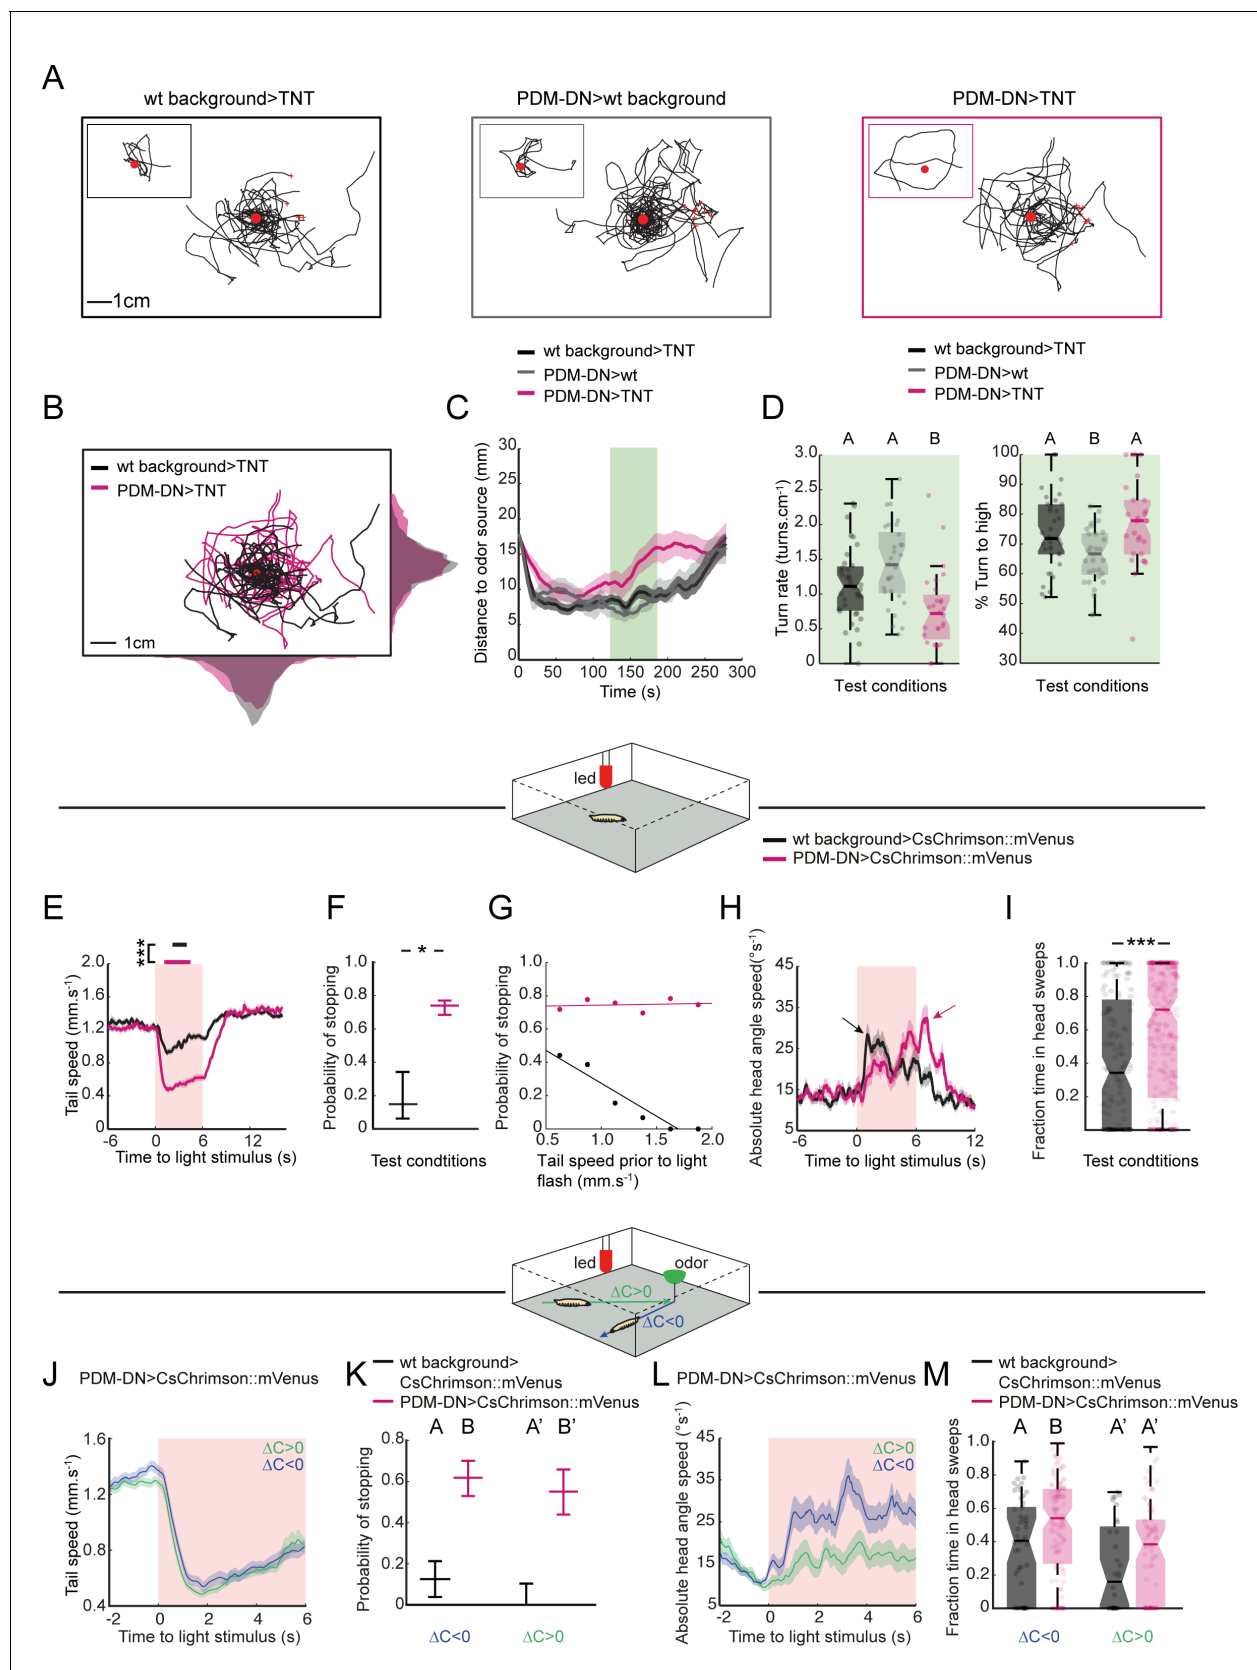 A
wt background>TNT
PDM-DN>wt background
PDM-DN>TNT
1cm
wt background>TNT
PDM-DN>wt
PDM-DN>TNT
wt background>TNT
PDM-DN>wt
PDM-DN>TNT
B
wt background>TNT
PDM-DN>TNT
1cm
C
Distance to odor source (mm)
30
25
20
15
10
5
0
0 50 100 150 200 250 300
Time (s)
D
A A B
Turn rate (turns.cm-1)
3.0
2.5
2.0
1.5
1.0
0.5
0
Test conditions
A B A
% Turn to high
100
90
80
70
60
50
40
30
Test conditions
led
wt background>CsChrimson::mVenus
PDM-DN>CsChrimson::mVenus
E
***
Tail speed (mm.s-1)
2.0
1.6
1.2
0.8
0.4
0
-6 0 6 12
Time to light stimulus (s)
F
*
Probability of stopping
1.0
0.8
0.6
0.4
0.2
0
Test condtitions
G
Probability of stopping
1.0
0.8
0.6
0.4
0.2
0
0.5 1.0 1.5 2.0
Tail speed prior to light
flash (mm.s-1)
H
Absolute head angle speed(°s-1)
45
35
25
15
5
-6 0 6 12
Time to light stimulus (s)
I
***
Fraction time in head sweeps
1.0
0.8
0.6
0.4
0.2
Test conditions
led
odor
ΔC>0
ΔC<0
J
PDM-DN>CsChrimson::mVenus
ΔC>0
ΔC<0
Tail speed (mm.s-1)
1.6
1.2
0.8
0.4
-2 0 2 4 6
Time to light stimulus (s)
K
wt background>
CsChrimson::mVenus
PDM-DN>CsChrimson::mVenus
A B A' B'
Probability of stopping
0.8
0.6
0.4
0.2
0
ΔC<0 ΔC>0
L
PDM-DN>CsChrimson::mVenus
ΔC>0
ΔC<0
Absolute head angle speed (°s-1)
45
35
25
15
5
-2 0 2 4 6
Time to light stimulus (s)
M
wt background>
CsChrimson::mVenus
PDM-DN>CsChrimson::mVenus
A B A' A'
Fraction time in head sweeps
1.0
0.8
0.6
0.4
0.2
0
ΔC<0 ΔC>0